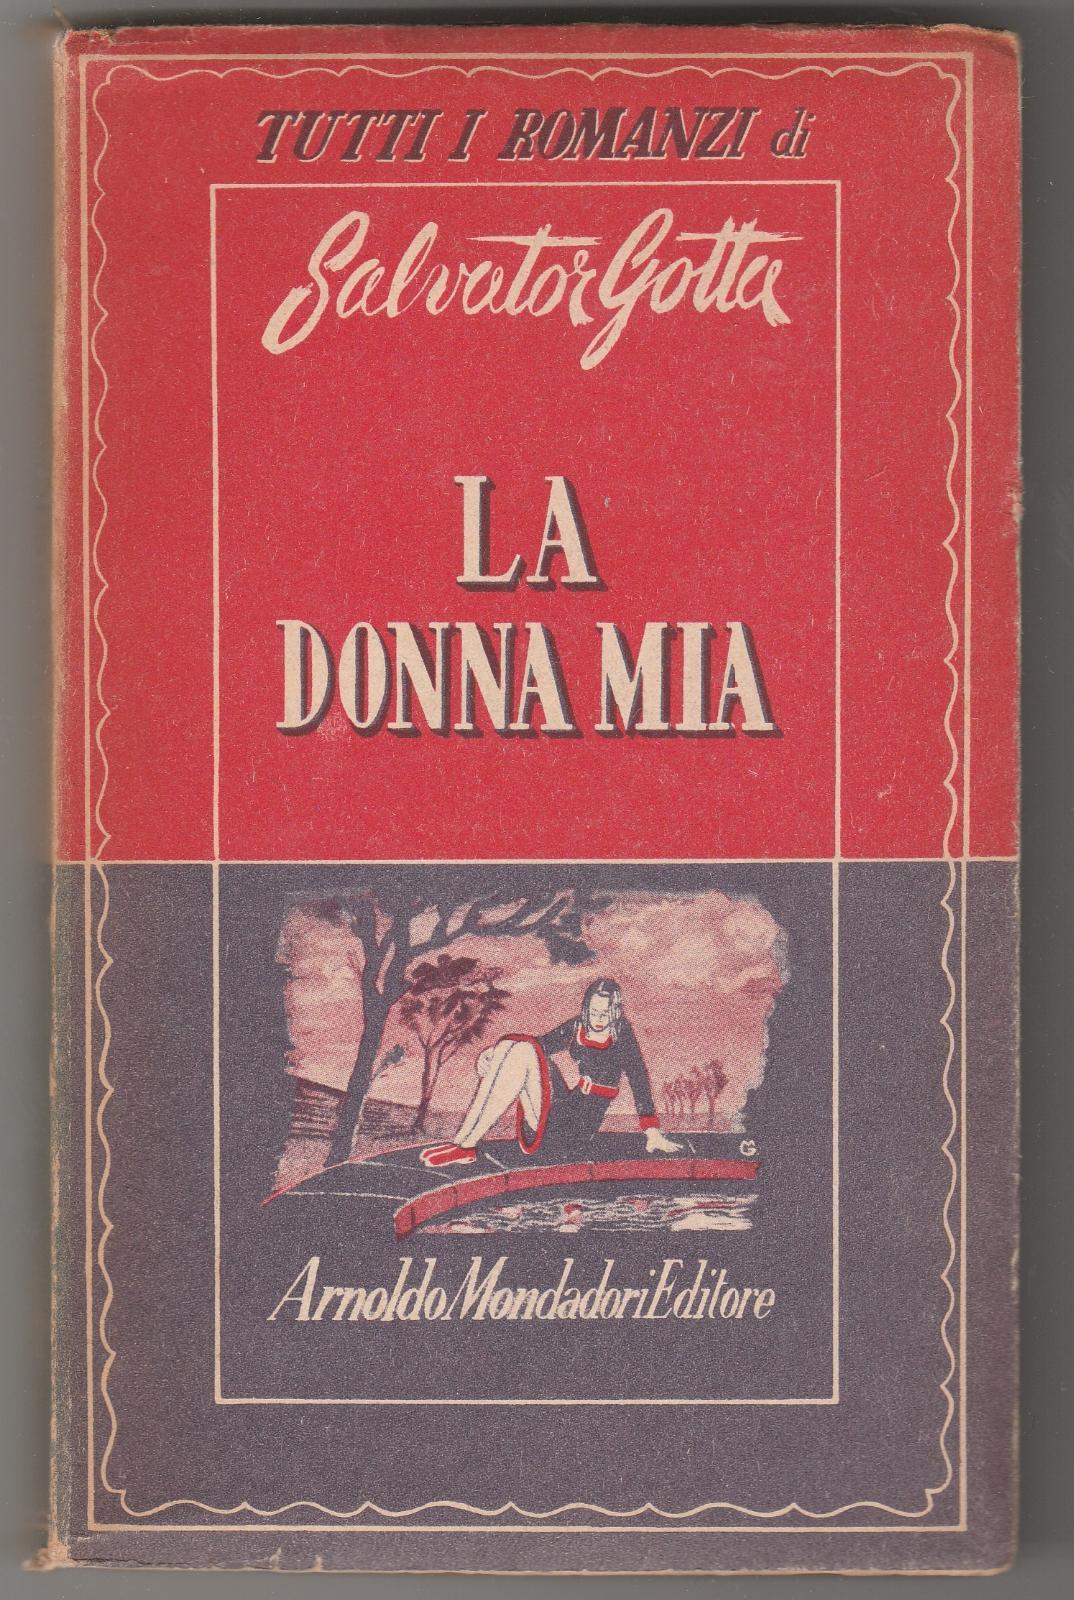 TUTTI I ROMANZI di
Salvator Gotta
LA
DONNA MIA
Arnoldo Mondadori Editore